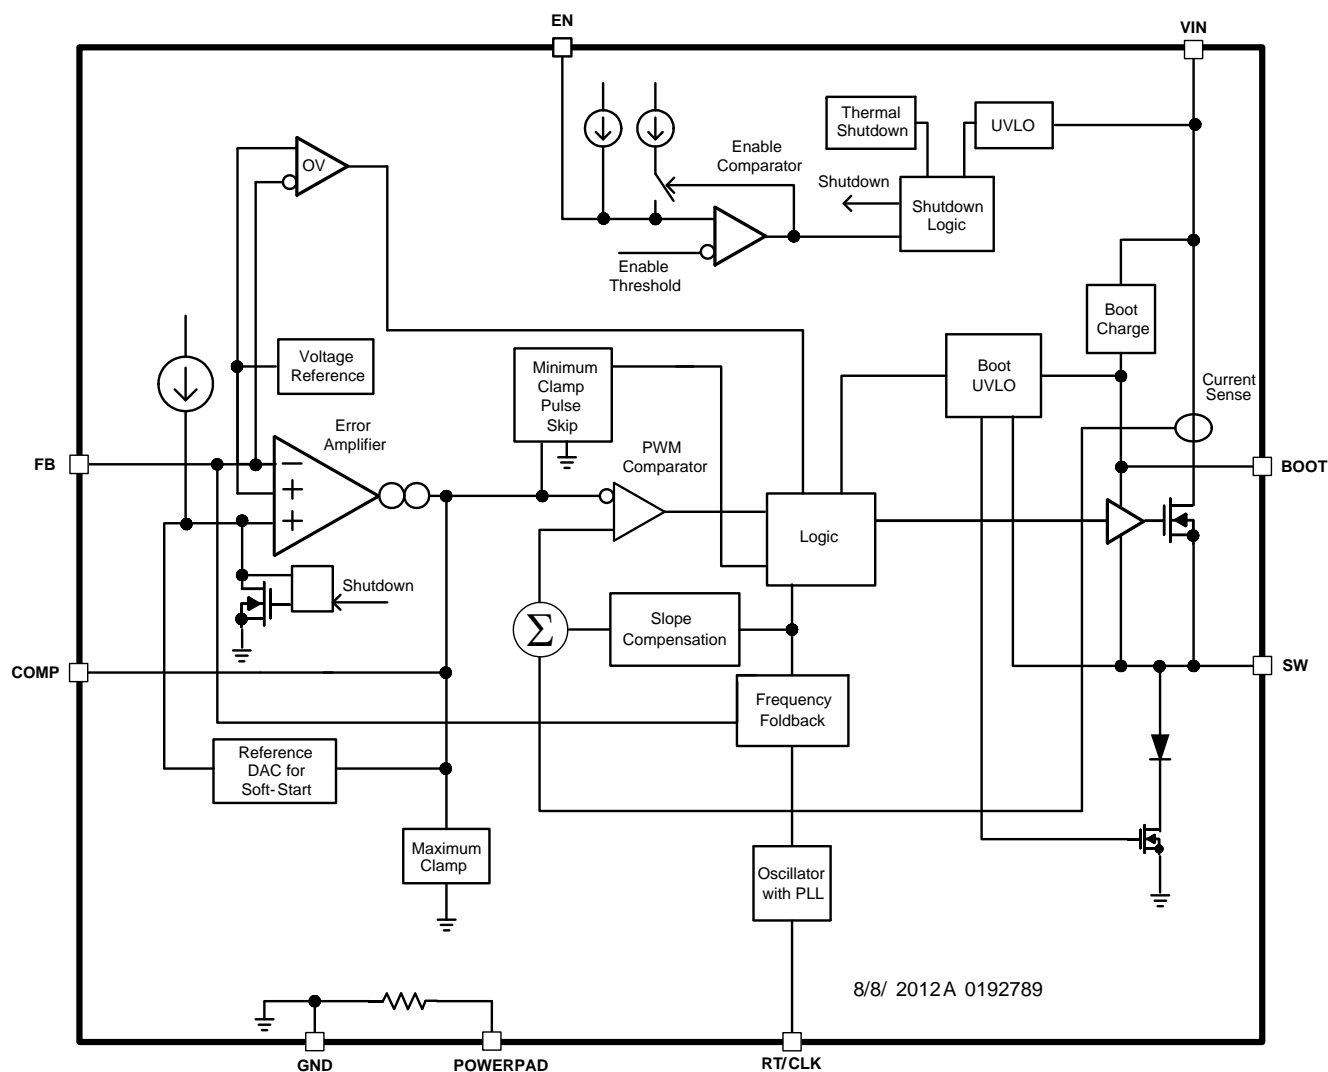 EN
VIN
Thermal
Shutdown
UVLO
OV
Enable
Comparator
Shutdown
Shutdown
Logic
Enable
Threshold
Boot
Charge
Voltage
Reference
Minimum
Clamp
Pulse
Skip
Boot
UVLO
Current
Sense
Error
Amplifier
FB
PWM
Comparator
BOOT
−
+
+
Logic
Shutdown
Σ
Slope
Compensation
COMP
SW
Frequency
Foldback
Reference
DAC for
Soft-Start
Maximum
Clamp
Oscillator
with PLL
8/8/ 2012A 0192789
GND
POWERPAD
RT/CLK